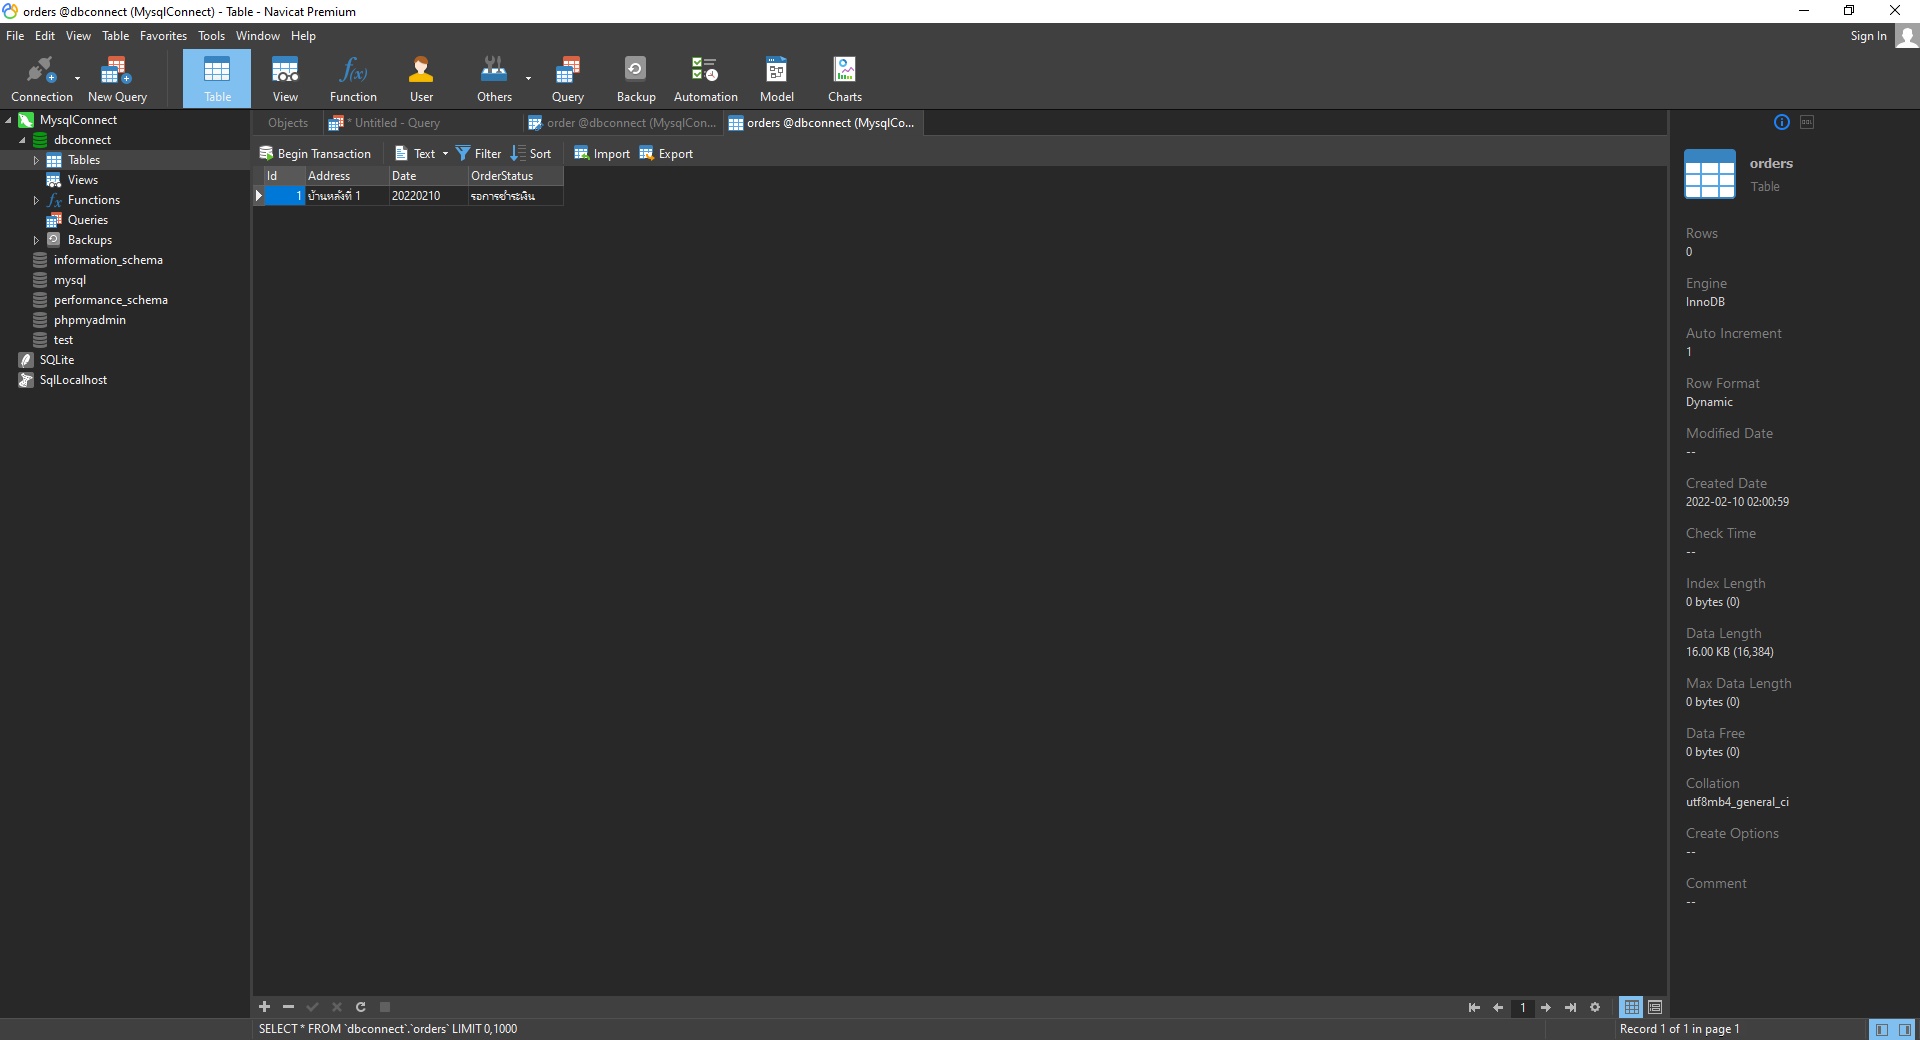 orders @dbconnect (MysqlConnect) - Table - Navicat Premium
File Edit View Table Favorites Tools Window Help Sign In
Connection New Query Table View Function User Others Query Backup Automation Model Charts
MysqlConnect
dbconnect
Tables
Views
Functions
Queries
Backups
information_schema
mysql
performance_schema
phpmyadmin
test
SQLite
SqlLocalhost
Objects * Untitled - Query order @dbconnect (MysqlCon... orders @dbconnect (MysqlCo...
Begin Transaction Text Filter Sort Import Export
Id Address Date OrderStatus
1 บ้านหลังที่ 1 20220210 รอการชำระเงิน
orders
Table
Rows
0
Engine
InnoDB
Auto Increment
1
Row Format
Dynamic
Modified Date
--
Created Date
2022-02-10 02:00:59
Check Time
--
Index Length
0 bytes (0)
Data Length
16.00 KB (16,384)
Max Data Length
0 bytes (0)
Data Free
0 bytes (0)
Collation
utf8mb4_general_ci
Create Options
--
Comment
--
1
SELECT * FROM `dbconnect`.`orders` LIMIT 0,1000 Record 1 of 1 in page 1